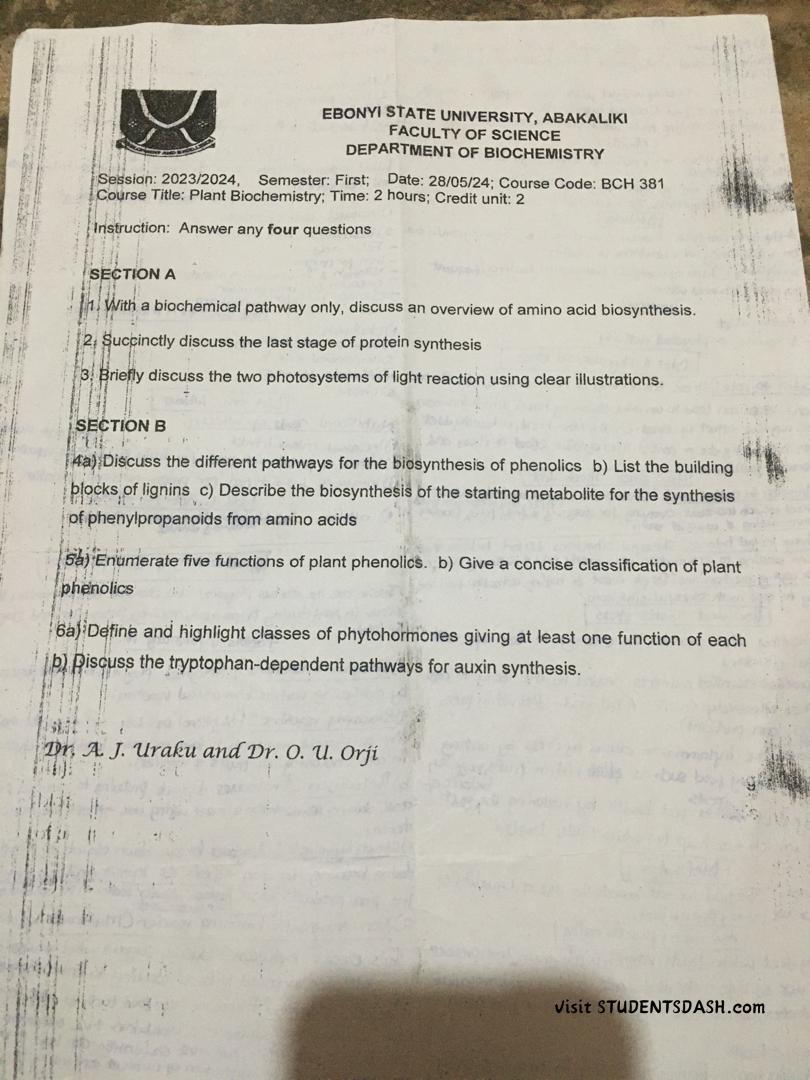 EBONYI STATE UNIVERSITY, ABAKALIKI
FACULTY OF SCIENCE
DEPARTMENT OF BIOCHEMISTRY
Session: 2023/2024, Semester: First; Date: 28/05/24; Course Code: BCH 381
Course Title: Plant Biochemistry; Time: 2 hours; Credit unit: 2
Instruction: Answer any four questions
SECTION A
1. With a biochemical pathway only, discuss an overview of amino acid biosynthesis.
2. Succinctly discuss the last stage of protein synthesis
3. Briefly discuss the two photosystems of light reaction using clear illustrations.
SECTION B
4a) Discuss the different pathways for the biosynthesis of phenolics b) List the building
blocks of lignins c) Describe the biosynthesis of the starting metabolite for the synthesis
of phenylpropanoids from amino acids
5a) Enumerate five functions of plant phenolics. b) Give a concise classification of plant
phenolics
6a) Define and highlight classes of phytohormones giving at least one function of each
b) Discuss the tryptophan-dependent pathways for auxin synthesis.
Dr. A. J. Uraku and Dr. O. U. Orji
visit STUDENTSDASH.com